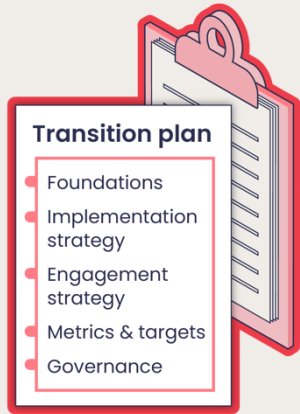 Transition plan
Foundations
Implementation
strategy
Engagement
strategy
Metrics & targets
Governance